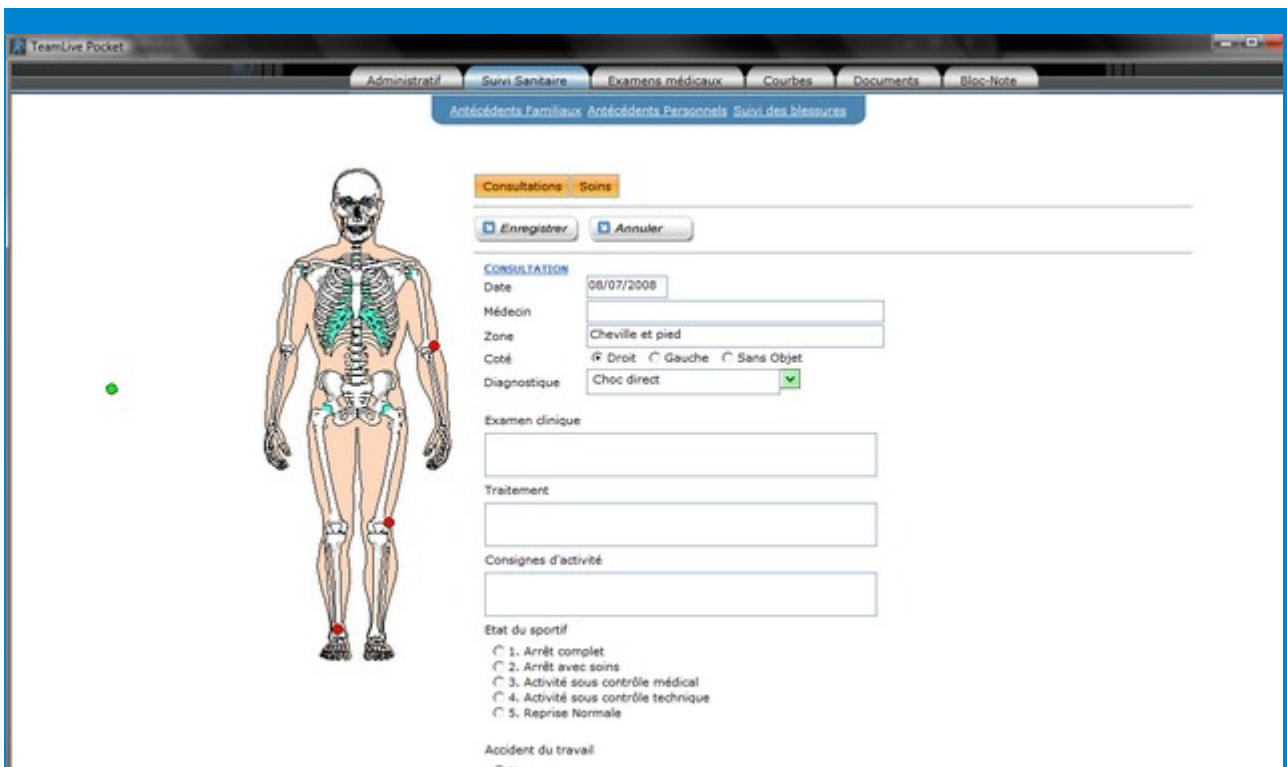 TeamLive Pocket
Administratif Suivi Sanitaire Examens médicaux Courbes Documents Bloc-Note
Antécédents Familiaux Antécédents Personnels Suivi des blessures
Consultations Soins
Enregistrer Annuler
CONSULTATION
Date 08/07/2008
Médecin
Zone Cheville et pied
Coté Droit Gauche Sans Objet
Diagnostique Choc direct
Examen clinique
Traitement
Consignes d'activité
Etat du sportif
1. Arrêt complet
2. Arrêt avec soins
3. Activité sous contrôle médical
4. Activité sous contrôle technique
5. Reprise Normale
Accident du travail